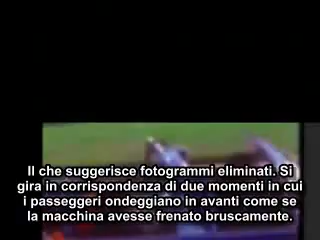 Il che suggerisce fotogrammi eliminati. Si
gira in corrispondenza di due momenti in cui
i passeggeri ondeggiano in avanti come se
la macchina avesse frenato bruscamente.